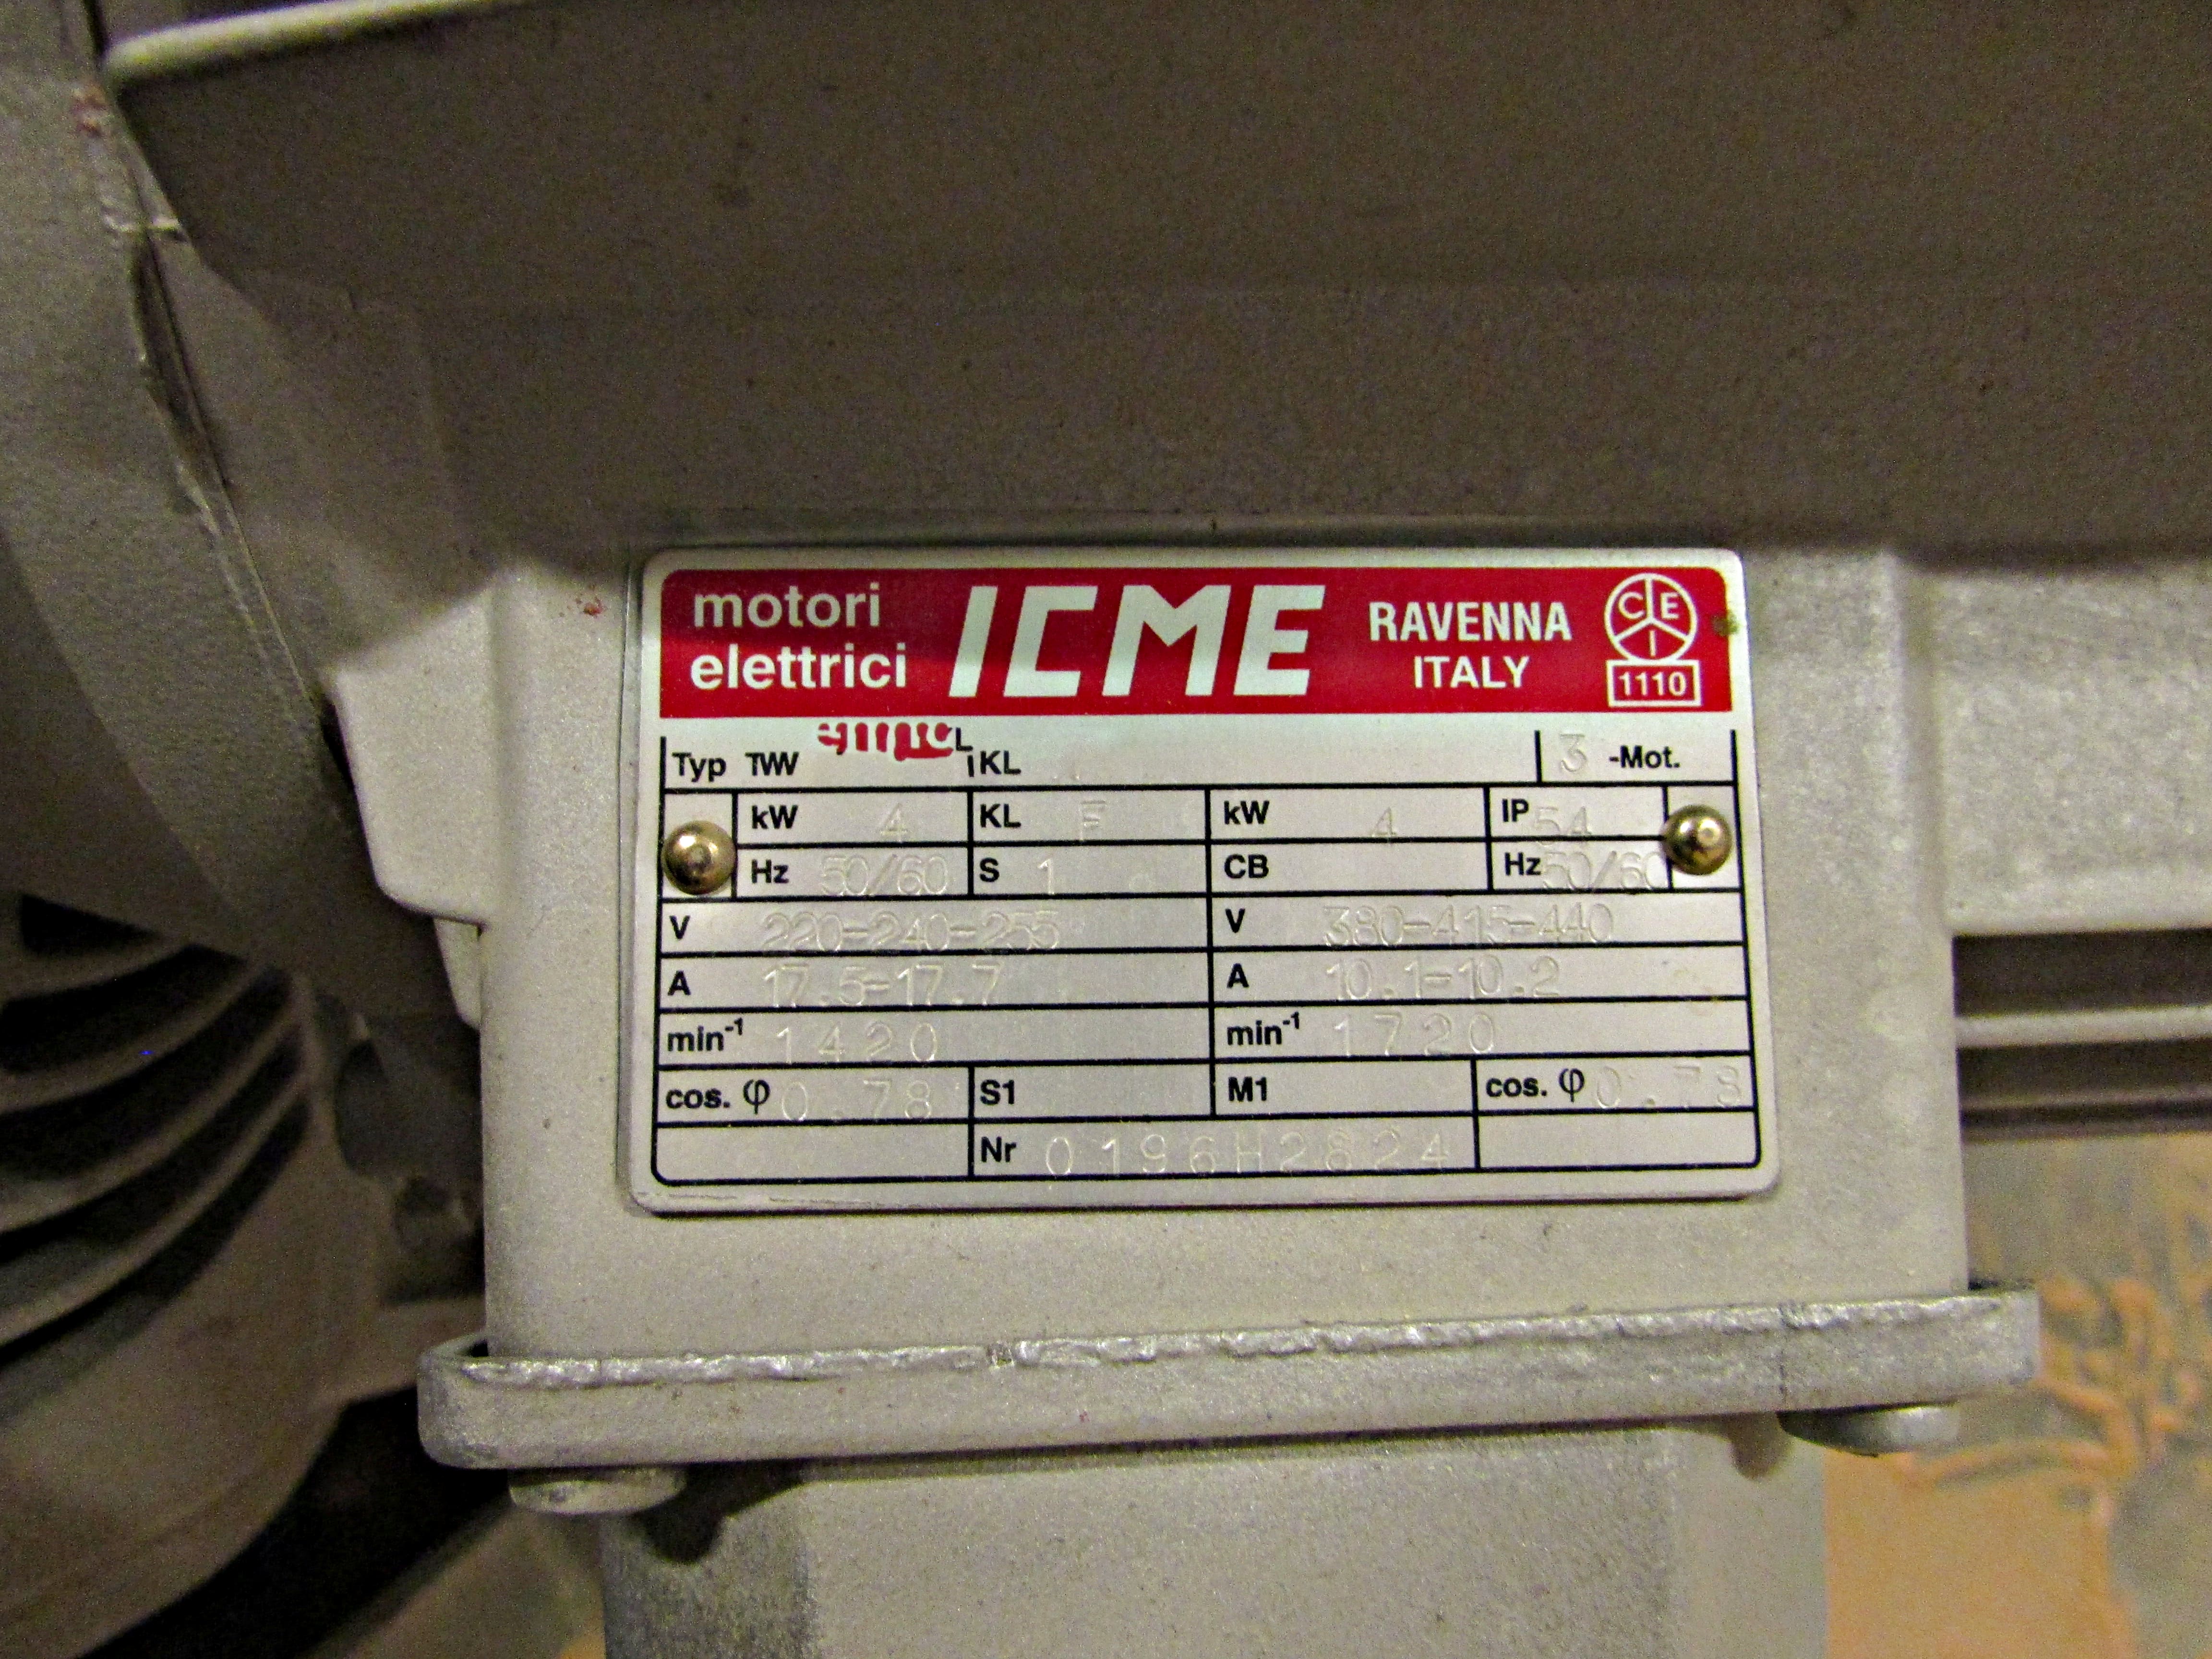 motori elettrici ICME RAVENNA ITALY CEI 1110
Typ TW KL 3 -Mot.
kW 4 KL F kW 4 IP 54
Hz 50/60 S 1 CB Hz 50/60
V 220-240-255 V 380-415-440
A 17.5-17.7 A 10.1-10.2
min-1 1420 min-1 1720
cos. φ 0.78 S1 M1 cos. φ 0.78
Nr